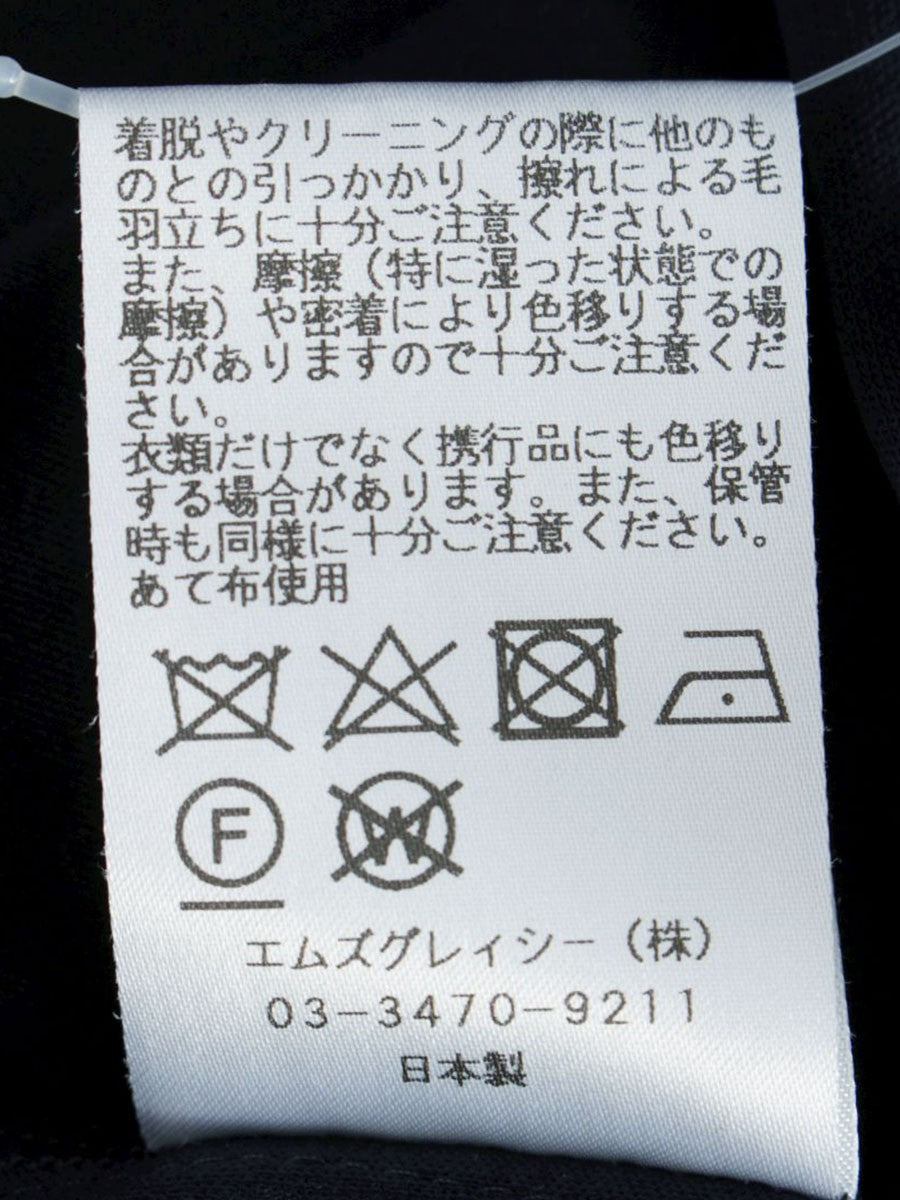 着脱やクリーニングの際に他のも
のとの引っかかり、擦れによる毛
羽立ちに十分ご注意ください。
また、摩擦（特に湿った状態での
摩擦）や密着により色移りする場
合がありますので十分ご注意くだ
さい。
衣類だけでなく携行品にも色移り
する場合があります。また、保管
時も同様に十分ご注意ください。
あて布使用
F W
エムズグレイシー（株）
03-3470-9211
日本製